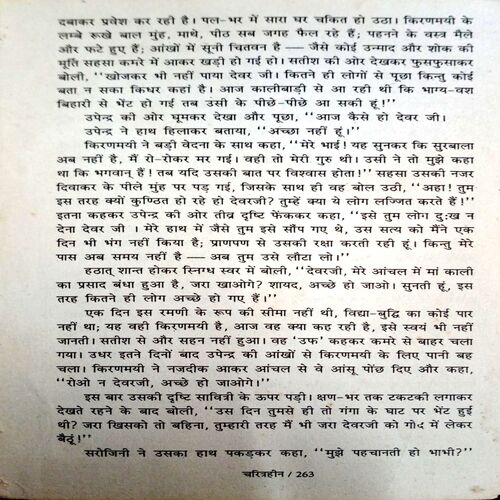 दबाकर प्रवेश कर रही है। पल-भर में सारा घर चकित हो उठा। किरणमयी के
लम्बे रूखे बाल मुंह, माथे, पीठ सब जगह फैल रहे हैं; पहनने के वस्त्र मैले
और फटे हुए हैं; आंखों में सूनी चितवन है — जैसे कोई उन्माद और शोक की
मूर्ति सहसा कमरे में आकर खड़ी हो गई हो। सतीश की ओर देखकर फुसफुसाकर
बोली, ‘‘खोजकर भी नहीं पाया देवर जी। कितने ही लोगों से पूछा किन्तु कोई
बता न सका किधर कहां है। आज कालीबाड़ी से आ रही थी कि भाग्य-वश
बिहारी से भेंट हो गई तब उसी के पीछे-पीछे आ सकी हूं!’’
उपेन्द्र की ओर घूमकर देखा और पूछा, ‘‘आज कैसे हो देवर जी।
उपेन्द्र ने हाथ हिलाकर बताया, ‘‘अच्छा नहीं हूं।’’
किरणमयी ने बड़ी वेदना के साथ कहा, ‘‘मेरे भाई! यह सुनकर कि सुरबाला
अब नहीं है, मैं रो-रोकर मर गई। वही तो मेरी गुरु थी। उसी ने तो मुझे कहा
था कि भगवान् हैं! तब यदि उसकी बात पर विश्वास होता!’’ सहसा उसकी नजर
दिवाकर के पीले मुंह पर पड़ गई, जिसके साथ ही वह बोल उठी, ‘‘अहा! तुम
इस तरह क्यों कुण्ठित हो रहे हो देवरजी? तुम्हें क्या ये लोग लज्जित करते हैं!’’
इतना कहकर उपेन्द्र की ओर तीव्र दृष्टि फेंककर कहा, ‘‘इसे तुम लोग दुःख न
देना देवर जी । मेरे हाथ में जैसे तुम इसे सौंप गए थे, उस सत्य को मैंने एक
दिन भी भंग नहीं किया है; प्राणपण से उसकी रक्षा करती रही हूं। किन्तु मेरे
पास अब समय नहीं है — अब तुम उसे लौटा लो।’’
हठात् शान्त होकर स्निग्ध स्वर में बोली, ‘‘देवरजी, मेरे आंचल में मां काली
का प्रसाद बंधा हुआ है, जरा खाओगे? शायद, अच्छे हो जाओ। सुनती हूं, इस
तरह कितने ही लोग अच्छे हो गए हैं।’’
एक दिन इस रमणी के रूप की सीमा नहीं थी, विद्या-बुद्धि का कोई पार
नहीं था; यह वही किरणमयी है, आज वह क्या कह रही है, इसे स्वयं भी नहीं
जानती। सतीश से और सहन नहीं हुआ। वह ‘उफ’ कहकर कमरे से बाहर चला
गया। उधर इतने दिनों बाद उपेन्द्र की आंखों से किरणमयी के लिए पानी बह
चला। किरणमयी ने नजदीक आकर आंचल से वे आंसू पोंछ दिए और कहा,
‘‘रोओ न देवरजी, अच्छे हो जाओगे।’’
इस बार उसकी दृष्टि सावित्री के ऊपर पड़ी। क्षण-भर तक टकटकी लगाकर
देखते रहने के बाद बोली, ‘‘उस दिन तुमसे ही तो गंगा के घाट पर भेंट हुई
थी? जरा खिसको तो बहिना, तुम्हारी तरह मैं भी जरा देवरजी को गोद में लेकर
बैठूं!’’
सरोजिनी ने उसका हाथ पकड़कर कहा, ‘‘मुझे पहचानती हो भाभी?’’
चरित्रहीन / 263